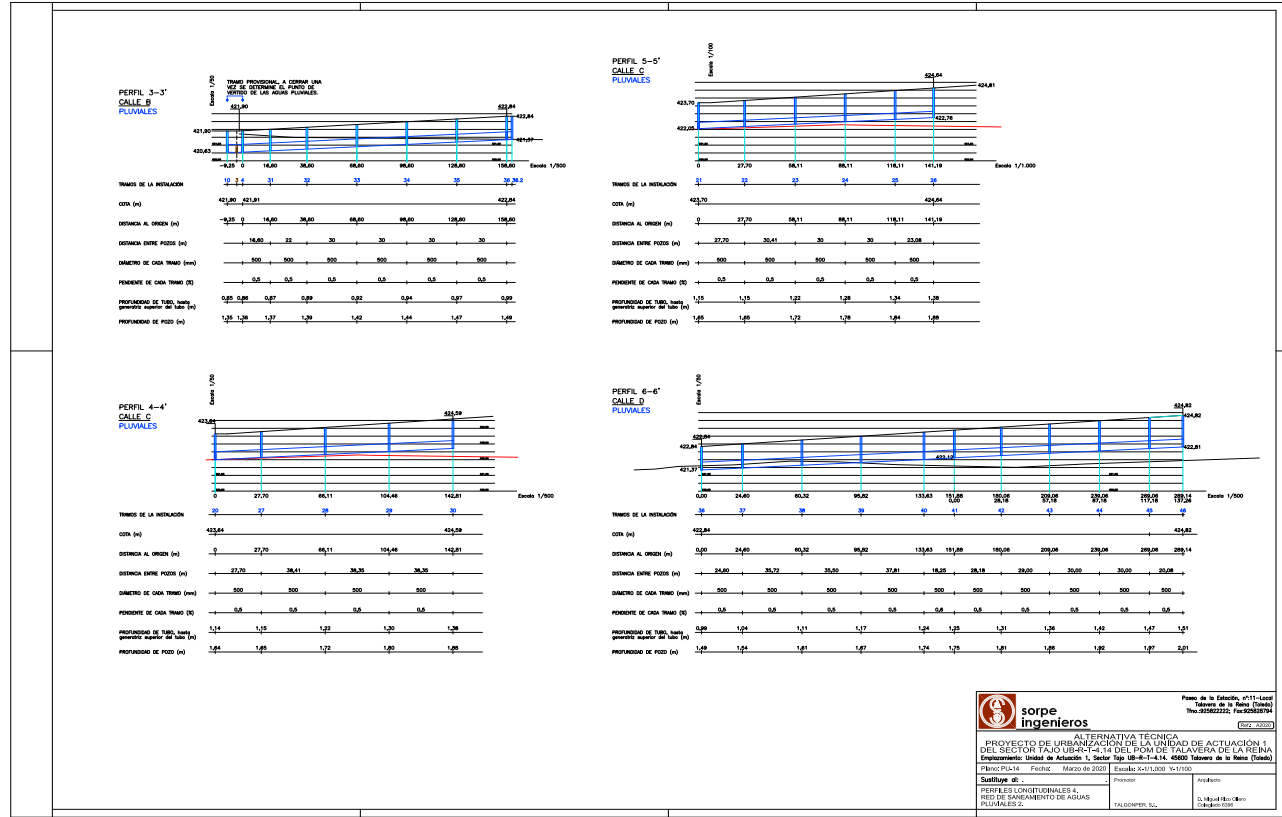 PERFIL 3-3'
CALLE B
PLUVIALES
Escala 1/50
TRAMO PROVISIONAL, A CERRAR UNA
VEZ SE DETERMINE EL PUNTO DE
VERTIDO DE LAS AGUAS PLUVIALES.
421,90
422,84
422,84
421,90
421,37
420,63
-9,25 0 16,60 38,60 68,60 98,60 128,60 158,60 Escala 1/500
TRAMOS DE LA INSTALACIÓN 10 3 4 31 32 33 34 35 36 36.2
COTA (m) 421,90 421,91 422,84
DISTANCIA AL ORIGEN (m) -9,25 0 16,60 38,60 68,60 98,60 128,60 158,60
DISTANCIA ENTRE POZOS (m) 16,60 22 30 30 30 30
DIÁMETRO DE CADA TRAMO (mm) 500 500 500 500 500 500
PENDIENTE DE CADA TRAMO (%) 0,5 0,5 0,5 0,5 0,5 0,5
PROFUNDIDAD DE TUBO, hasta
generatriz superior del tubo (m) 0,85 0,86 0,87 0,89 0,92 0,94 0,97 0,99
PROFUNDIDAD DE POZO (m) 1,35 1,36 1,37 1,39 1,42 1,44 1,47 1,49
PERFIL 5-5'
CALLE C
PLUVIALES
Escala 1/100
424,64
424,81
423,70
422,76
422,05
0 27,70 58,11 88,11 118,11 141,19 Escala 1/1.000
TRAMOS DE LA INSTALACIÓN 21 22 23 24 25 26
COTA (m) 423,70 424,64
DISTANCIA AL ORIGEN (m) 0 27,70 58,11 88,11 118,11 141,19
DISTANCIA ENTRE POZOS (m) 27,70 30,41 30 30 23,08
DIÁMETRO DE CADA TRAMO (mm) 500 500 500 500 500
PENDIENTE DE CADA TRAMO (%) 0,5 0,5 0,5 0,5 0,5
PROFUNDIDAD DE TUBO, hasta
generatriz superior del tubo (m) 1,15 1,15 1,22 1,28 1,34 1,38
PROFUNDIDAD DE POZO (m) 1,65 1,65 1,72 1,78 1,84 1,88
PERFIL 4-4'
CALLE C
PLUVIALES
Escala 1/50
424,59
423,64
0 27,70 66,11 104,46 142,81 Escala 1/500
TRAMOS DE LA INSTALACIÓN 20 27 28 29 30
COTA (m) 423,64 424,59
DISTANCIA AL ORIGEN (m) 0 27,70 66,11 104,46 142,81
DISTANCIA ENTRE POZOS (m) 27,70 38,41 38,35 38,35
DIÁMETRO DE CADA TRAMO (mm) 500 500 500 500
PENDIENTE DE CADA TRAMO (%) 0,5 0,5 0,5 0,5
PROFUNDIDAD DE TUBO, hasta
generatriz superior del tubo (m) 1,14 1,15 1,22 1,30 1,38
PROFUNDIDAD DE POZO (m) 1,64 1,65 1,72 1,80 1,88
PERFIL 6-6'
CALLE D
PLUVIALES
Escala 1/50
424,82
424,82
422,84
422,84
422,81
422,12
421,37
0,00 24,60 60,32 95,82 133,63 151,88 180,06 209,06 239,06 269,06 289,14 Escala 1/500
0,00 28,18 57,18 87,18 117,18 137,26
TRAMOS DE LA INSTALACIÓN 36 37 38 39 40 41 42 43 44 45 46
COTA (m) 422,84 424,82
DISTANCIA AL ORIGEN (m) 0,00 24,60 60,32 95,82 133,63 151,88 180,06 209,06 239,06 269,06 289,14
DISTANCIA ENTRE POZOS (m) 24,60 35,72 35,50 37,81 18,25 28,18 29,00 30,00 30,00 20,08
DIÁMETRO DE CADA TRAMO (mm) 500 500 500 500 500 500 500 500 500 500
PENDIENTE DE CADA TRAMO (%) 0,5 0,5 0,5 0,5 0,6 0,5 0,5 0,5 0,5 0,5
PROFUNDIDAD DE TUBO, hasta
generatriz superior del tubo (m) 0,99 1,04 1,11 1,17 1,24 1,25 1,31 1,36 1,42 1,47 1,51
PROFUNDIDAD DE POZO (m) 1,49 1,54 1,61 1,67 1,74 1,75 1,81 1,86 1,92 1,97 2,01
sorpe
ingenieros
Paseo de la Estación, nº:11-Local
Talavera de la Reina (Toledo)
Tfno.:925822222; Fax:925828794
Ref.: A2020
ALTERNATIVA TÉCNICA
PROYECTO DE URBANIZACIÓN DE LA UNIDAD DE ACTUACIÓN 1
DEL SECTOR TAJO UB-R-T-4.14 DEL POM DE TALAVERA DE LA REINA
Emplazamiento: Unidad de Actuación 1, Sector Tajo UB-R-T-4.14. 45600 Talavera de la Reina (Toledo)
Plano: PU-14 Fecha: Marzo de 2020 Escala: X-1/1.000 Y-1/100
Sustituye al: .
PERFILES LONGITUDINALES 4.
RED DE SANEAMIENTO DE AGUAS
PLUVIALES 2.
Promotor
TALGONPER, S.L.
Arquitecto
D. Miguel Rizo Ollero